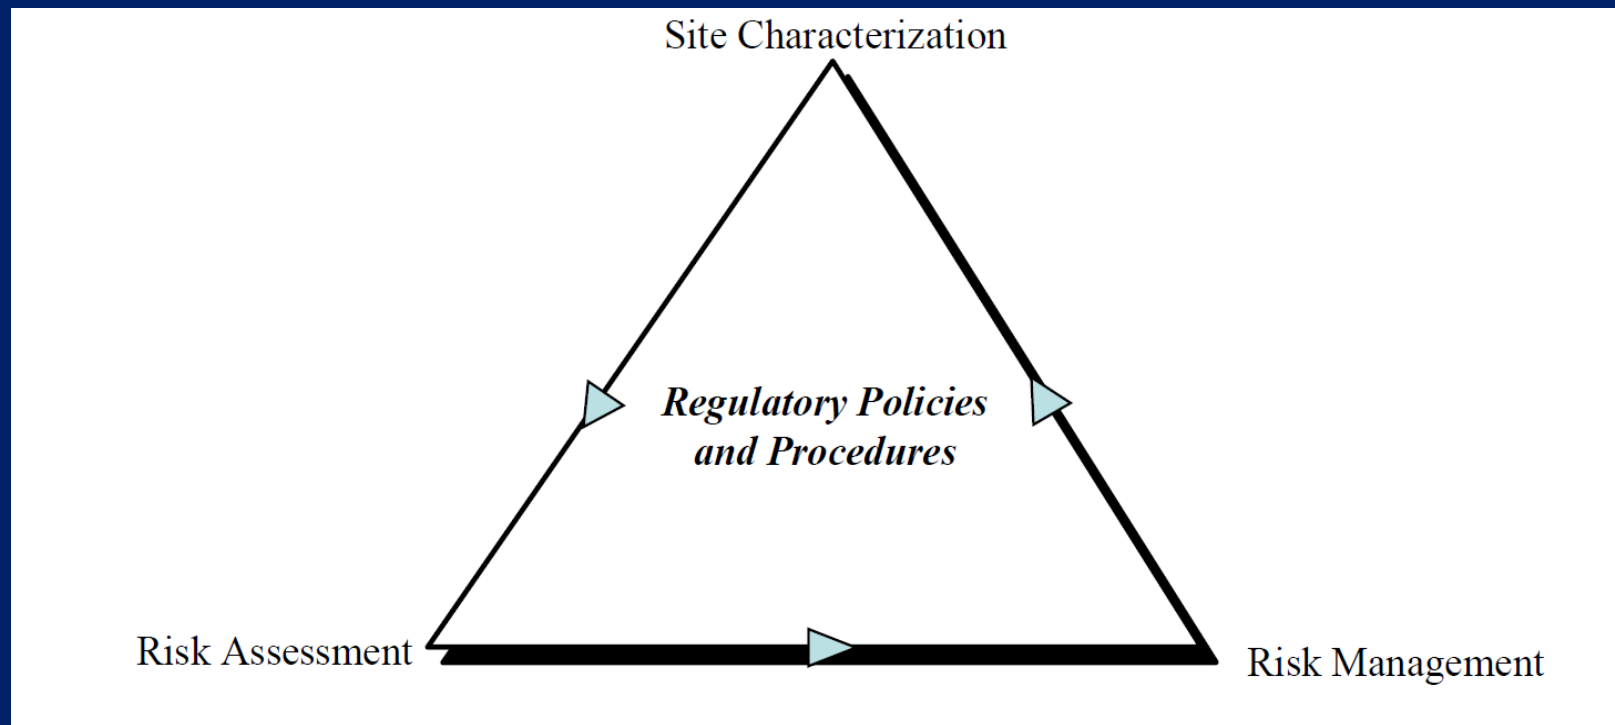 Site Characterization
Regulatory Policies
and Procedures
Risk Assessment
Risk Management